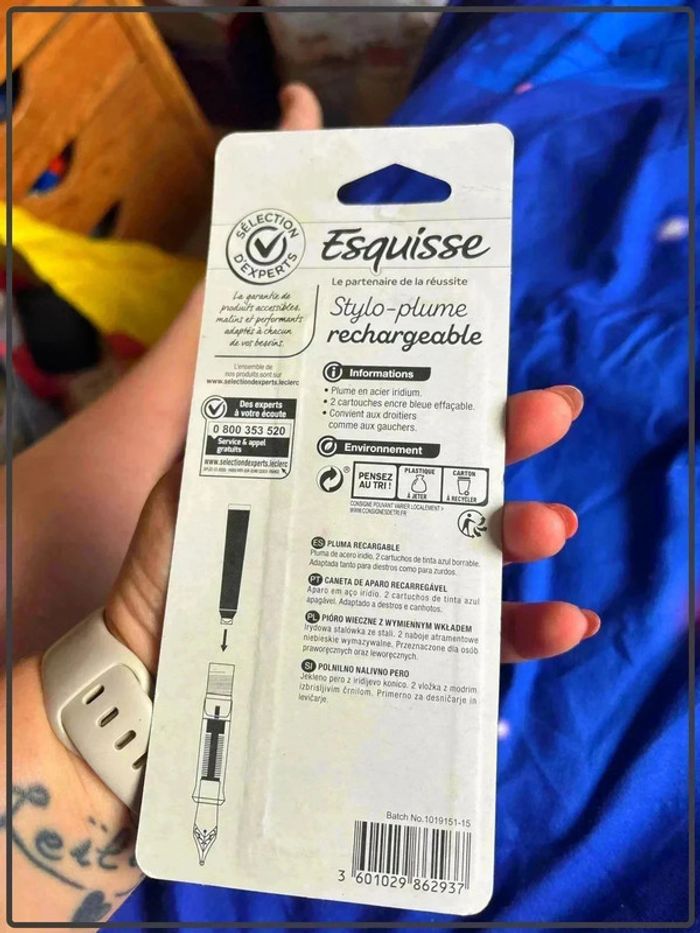 SÉLECTION
D'EXPERTS
Esquisse
Le partenaire de la réussite
La garantie de
produits accessibles,
malins et performants
adaptés à chacun
de vos besoins.
Stylo-plume
rechargeable
L'ensemble de
nos produits sont sur
www.selectiondexperts.leclerc
Des experts
à votre écoute
0 800 353 520
Service & appel
gratuits
www.selectiondexperts.leclerc
Informations
• Plume en acier iridium.
• 2 cartouches encre bleue effaçable.
• Convient aux droitiers
comme aux gauchers.
Environnement
PENSEZ
AU TRI !
PLASTIQUE
À JETER
CARTON
À RECYCLER
CONSIGNE POUVANT VARIER LOCALEMENT >
WWW.CONSIGNESDETRI.FR
ES PLUMA RECARGABLE
Pluma de acero iridio, 2 cartuchos de tinta azul borrable.
Adaptada tanto para diestros como para zurdos.
PT CANETA DE APARO RECARREGÁVEL
Aparo em aço irídio. 2 cartuchos de tinta azul
apagável. Adaptado a destros e canhotos.
PL PIÓRO WIECZNE Z WYMIENNYM WKŁADEM
Irydowa stalówka ze stali. 2 naboje atramentowe
niebieskie wymazywalne. Przeznaczone dla osób
praworęcznych oraz leworęcznych.
SI POLNILNO NALIVNO PERO
Jekleno pero z iridijevo konico. 2 vložka z modrim
izbrisljivim črnilom. Primerno za desničarje in
levičarje.
Batch No.1019151-15
3 601029 862937